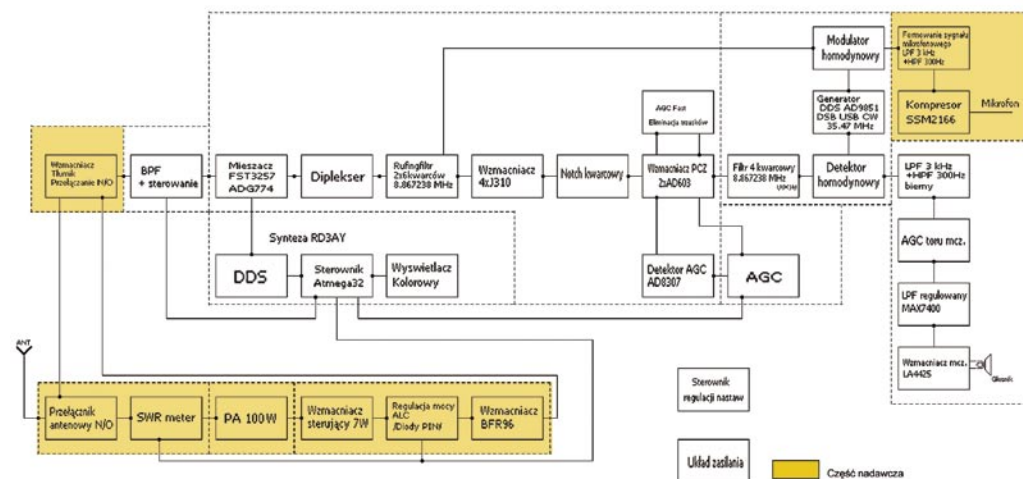 Modulator
homodynowy
Formowanie sygnału
mikrofonowego
LPF 3 kHz
+HPF 300Hz
AGC Fast
Eliminacja trzasków
Generator
DDS AD9851
DSB USB CW
35.47 MHz
Kompresor
SSM2166
Mikrofon
Wzmacniacz
Tłumik
Przełączanie N/O
BPF
+ sterowanie
Mieszacz
FST3257
ADG774
Diplekser
Rufingfiltr
2x6kwarców
8.867238 MHz
Wzmacniacz
4xJ310
Notch kwarcowy
Wzmacniacz PCZ
2xAD603
Filtr 4 kwarcowy
8.867238 MHz
Detektor
homodynowy
LPF 3 kHz
+HPF 300Hz
bierny
Synteza RD3AY
DDS
Sterownik
Atmega32
Wyswietlacz
Kolorowy
Detektor AGC
AD8307
AGC
AGC toru mcz.
LPF regulowany
MAX7400
Wzmacniacz mcz.
LA4425
Głośnik
ANT
Przełącznik
antenowy N/O
SWR meter
PA 100W
Wzmacniacz
sterujący 7W
Regulacja mocy
ALC
/Diody PIN/
Wzmacniacz
BFR96
Sterownik
regulacji nastaw
Układ zasilania
Część nadawcza